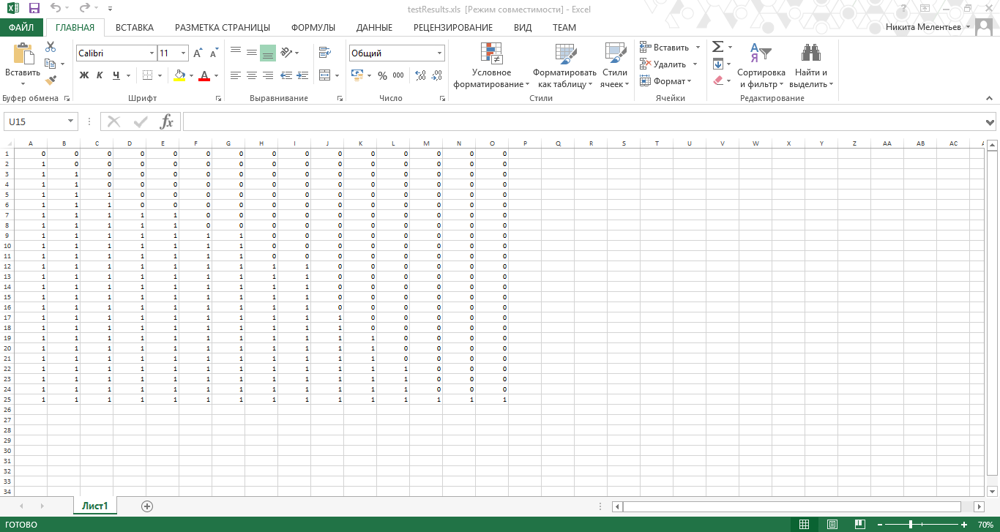 testResults.xls [Режим совместимости] - Excel
ФАЙЛ ГЛАВНАЯ ВСТАВКА РАЗМЕТКА СТРАНИЦЫ ФОРМУЛЫ ДАННЫЕ РЕЦЕНЗИРОВАНИЕ ВИД TEAM Никита Мелентьев
Вставить
Calibri 11
Ж К Ч А
Общий
% 000
Условное форматирование
Форматировать как таблицу
Стили ячеек
Вставить
Удалить
Формат
Сортировка и фильтр
Найти и выделить
Буфер обмена Шрифт Выравнивание Число Стили Ячейки Редактирование
U15 fx
A B C D E F G H I J K L M N O P Q R S T U V W X Y Z AA AB AC
1 0 0 0 0 0 0 0 0 0 0 0 0 0 0 0
2 1 0 0 0 0 0 0 0 0 0 0 0 0 0 0
3 1 1 0 0 0 0 0 0 0 0 0 0 0 0 0
4 1 1 0 0 0 0 0 0 0 0 0 0 0 0 0
5 1 1 1 0 0 0 0 0 0 0 0 0 0 0 0
6 1 1 1 0 0 0 0 0 0 0 0 0 0 0 0
7 1 1 1 1 1 0 0 0 0 0 0 0 0 0 0
8 1 1 1 1 1 0 0 0 0 0 0 0 0 0 0
9 1 1 1 1 1 1 1 0 0 0 0 0 0 0 0
10 1 1 1 1 1 1 1 0 0 0 0 0 0 0 0
11 1 1 1 1 1 1 1 0 0 0 0 0 0 0 0
12 1 1 1 1 1 1 1 1 1 0 0 0 0 0 0
13 1 1 1 1 1 1 1 1 1 0 0 0 0 0 0
14 1 1 1 1 1 1 1 1 1 0 0 0 0 0 0
15 1 1 1 1 1 1 1 1 1 0 0 0 0 0 0
16 1 1 1 1 1 1 1 1 1 0 0 0 0 0 0
17 1 1 1 1 1 1 1 1 1 1 0 0 0 0 0
18 1 1 1 1 1 1 1 1 1 1 0 0 0 0 0
19 1 1 1 1 1 1 1 1 1 1 1 0 0 0 0
20 1 1 1 1 1 1 1 1 1 1 1 0 0 0 0
21 1 1 1 1 1 1 1 1 1 1 1 0 0 0 0
22 1 1 1 1 1 1 1 1 1 1 1 1 0 0 0
23 1 1 1 1 1 1 1 1 1 1 1 1 0 0 0
24 1 1 1 1 1 1 1 1 1 1 1 1 0 0 0
25 1 1 1 1 1 1 1 1 1 1 1 1 1 1 1
26
27
28
29
30
31
32
33
34
Лист1
ГОТОВО 70%